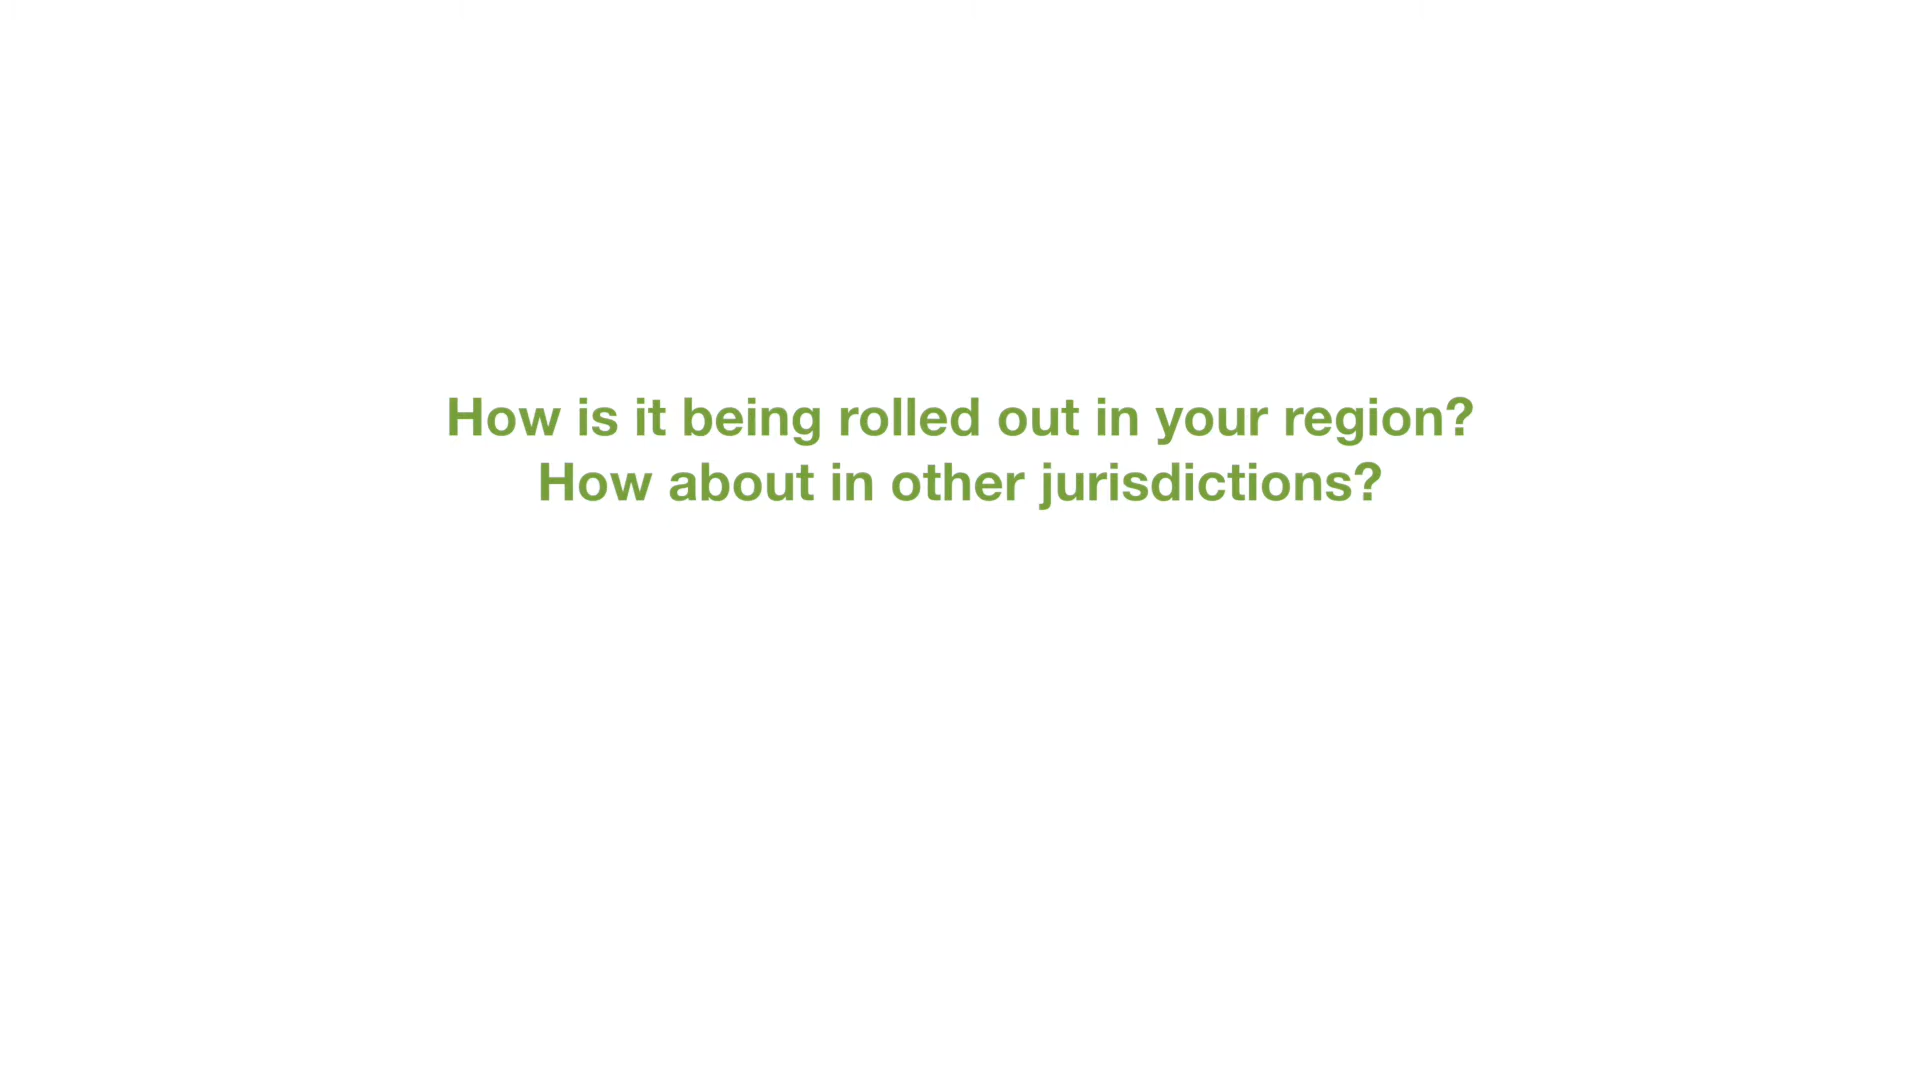 How is it being rolled out in your region?
How about in other jurisdictions?